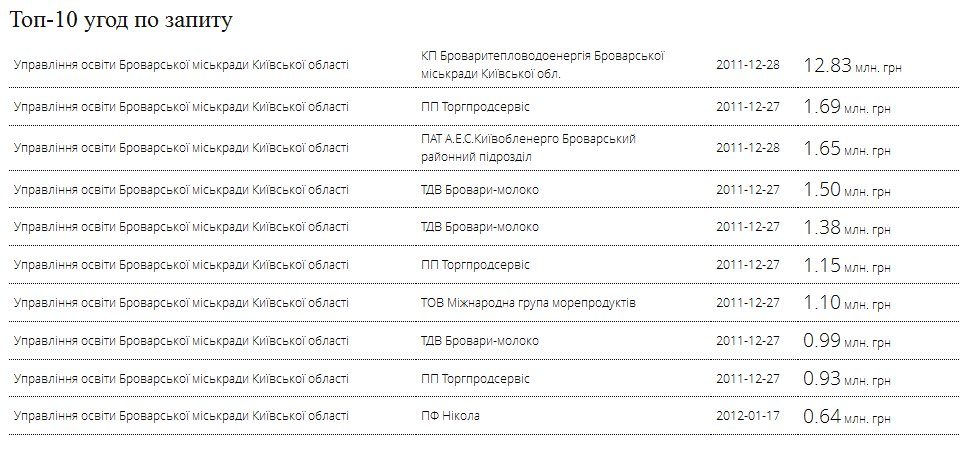 Топ-10 угод по запиту
Управління освіти Броварської міськради Київської області КП Броваритепловодоенергія Броварської міськради Київської обл. 2011-12-28 12.83 млн. грн
Управління освіти Броварської міськради Київської області ПП Торгпродсервіс 2011-12-27 1.69 млн. грн
Управління освіти Броварської міськради Київської області ПАТ А.Е.С.Київобленерго Броварський районний підрозділ 2011-12-28 1.65 млн. грн
Управління освіти Броварської міськради Київської області ТДВ Бровари-молоко 2011-12-27 1.50 млн. грн
Управління освіти Броварської міськради Київської області ТДВ Бровари-молоко 2011-12-27 1.38 млн. грн
Управління освіти Броварської міськради Київської області ПП Торгпродсервіс 2011-12-27 1.15 млн. грн
Управління освіти Броварської міськради Київської області ТОВ Міжнародна група морепродуктів 2011-12-27 1.10 млн. грн
Управління освіти Броварської міськради Київської області ТДВ Бровари-молоко 2011-12-27 0.99 млн. грн
Управління освіти Броварської міськради Київської області ПП Торгпродсервіс 2011-12-27 0.93 млн. грн
Управління освіти Броварської міськради Київської області ПФ Нікола 2012-01-17 0.64 млн. грн